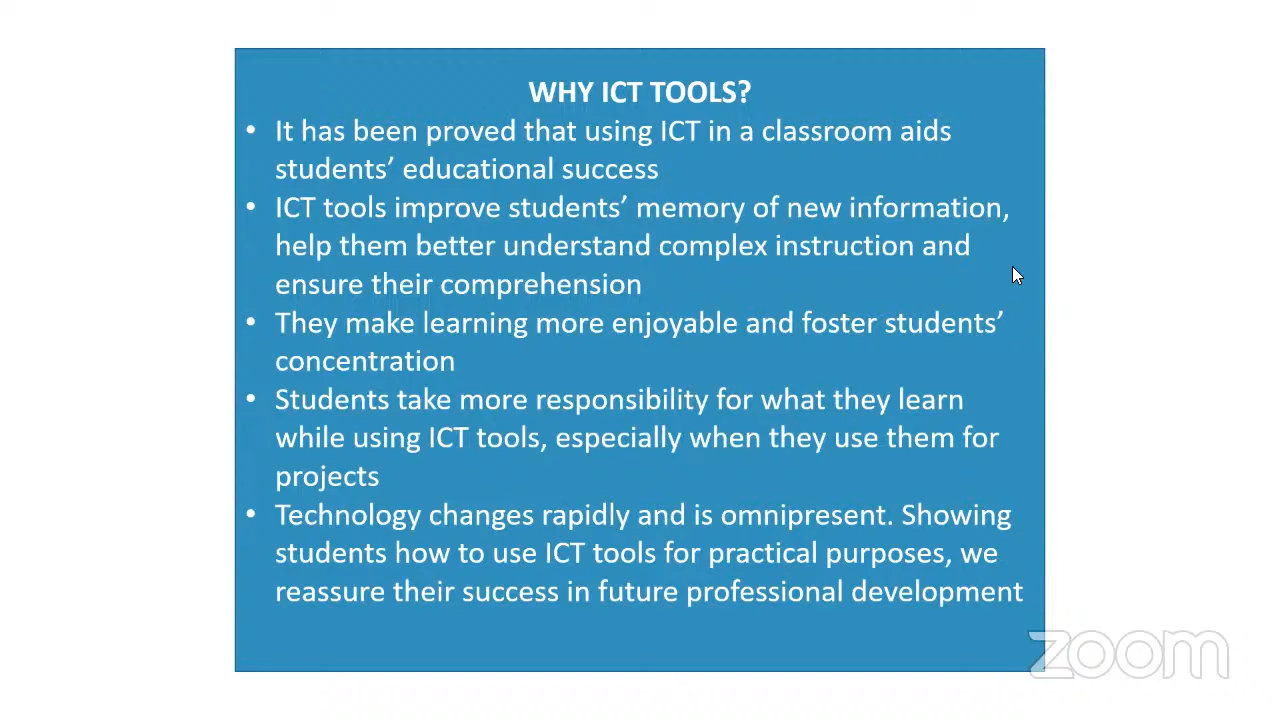 WHY ICT TOOLS?
• It has been proved that using ICT in a classroom aids
students’ educational success
• ICT tools improve students’ memory of new information,
help them better understand complex instruction and
ensure their comprehension
• They make learning more enjoyable and foster students’
concentration
• Students take more responsibility for what they learn
while using ICT tools, especially when they use them for
projects
• Technology changes rapidly and is omnipresent. Showing
students how to use ICT tools for practical purposes, we
reassure their success in future professional development
zoom